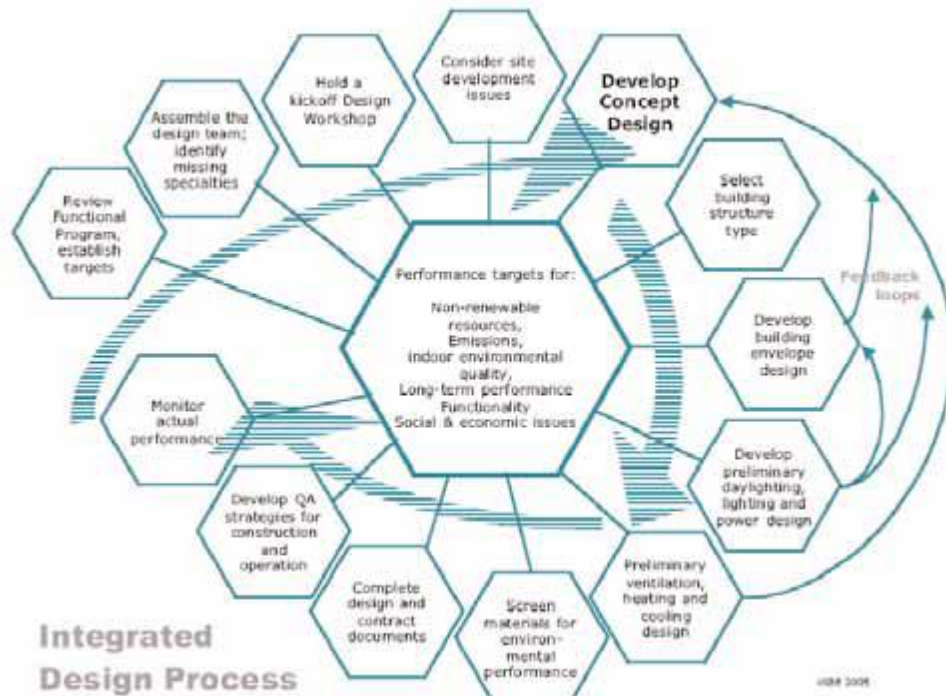 Review
Functional
Program,
establish
targets
Assemble the
design team;
identify
missing
specialties
Hold a
kickoff Design
Workshop
Consider site
development
issues
Develop
Concept
Design
Select
building
structure
type
Feedback
loops
Develop
building
envelope
design
Develop
preliminary
daylighting,
lighting and
power design
Preliminary
ventilation,
heating and
cooling
design
Screen
materials for
environ-
mental
performance
Complete
design and
contract
documents
Develop QA
strategies for
construction
and
operation
Monitor
actual
performance
Performance targets for:
Non-renewable
resources,
Emissions,
indoor environmental
quality,
Long-term performance
Functionality
Social & economic issues
Integrated
Design Process